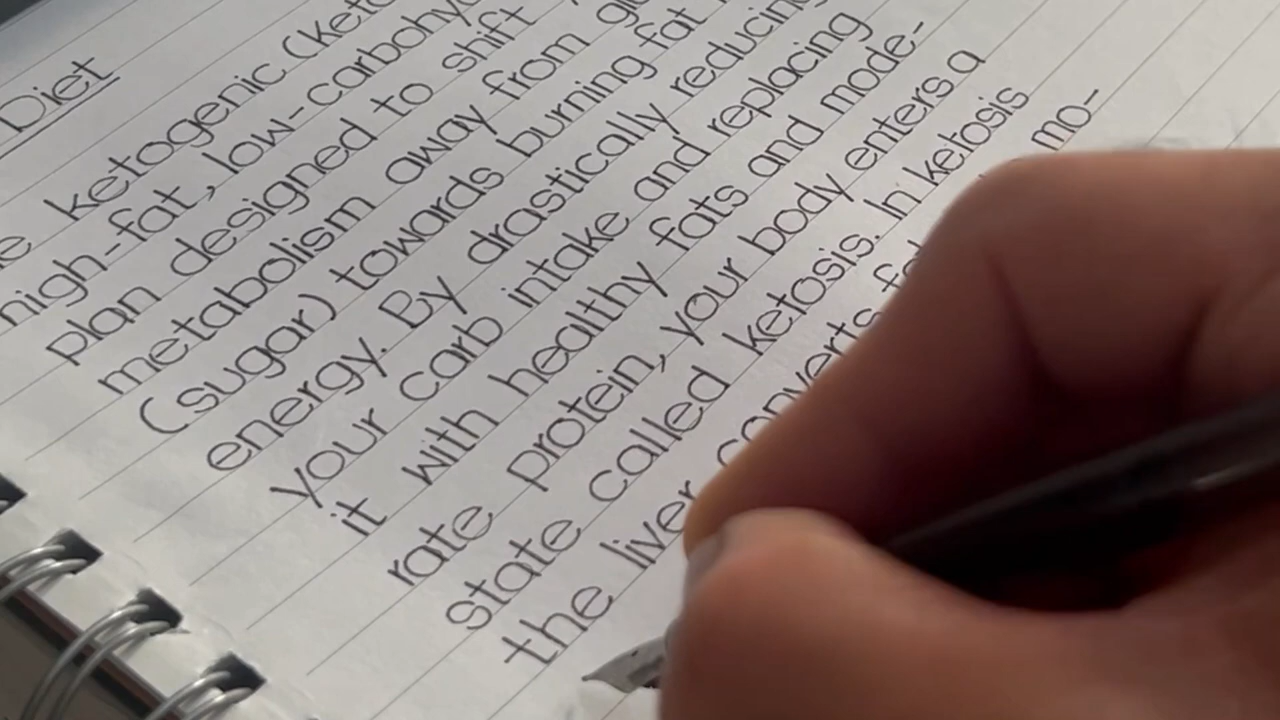 Diet
ketogenic (keto
high-fat, low-carbohy
plan designed to shift
metabolism away from
(sugar) towards burning fat
energy. By drastically reducing
your carb intake and replacing
it with healthy fats and mode-
rate protein, your body enters a
state called ketosis. In ketosis
the liver converts mo-